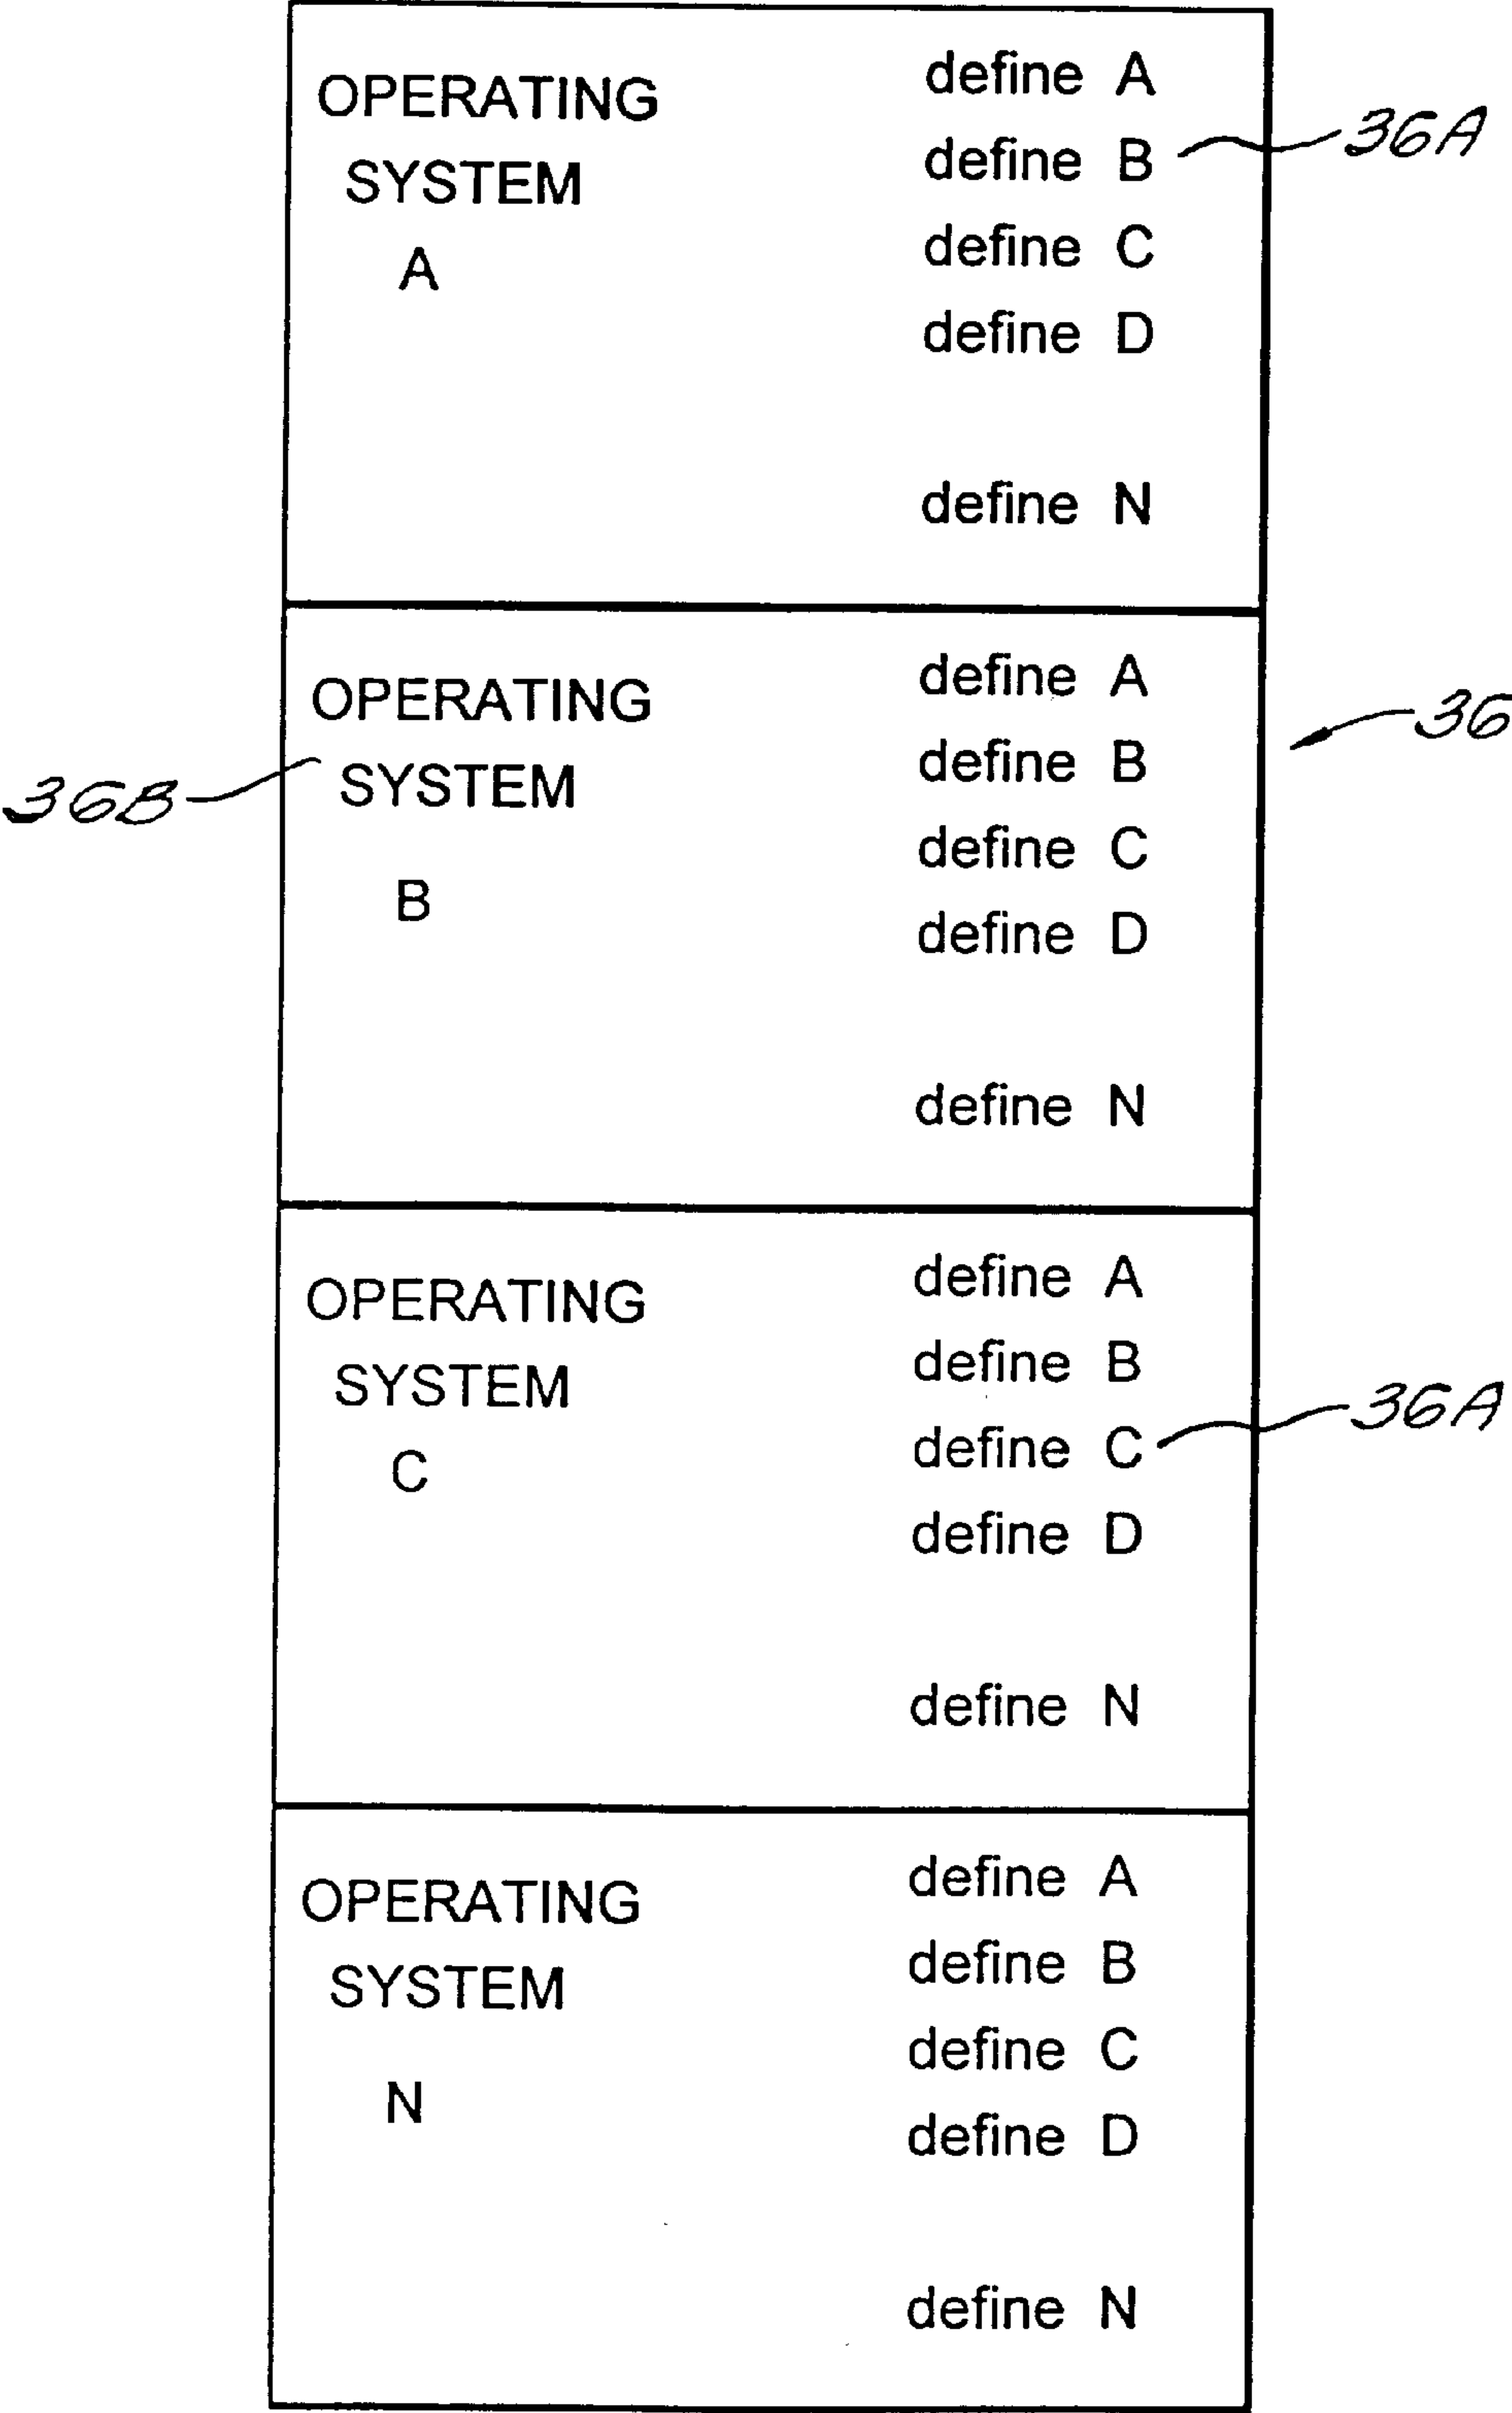 OPERATING
SYSTEM
A
define A
define B
define C
define D
define N
36A
OPERATING
SYSTEM
B
define A
define B
define C
define D
define N
36
36B
OPERATING
SYSTEM
C
define A
define B
define C
define D
define N
36A
OPERATING
SYSTEM
N
define A
define B
define C
define D
define N